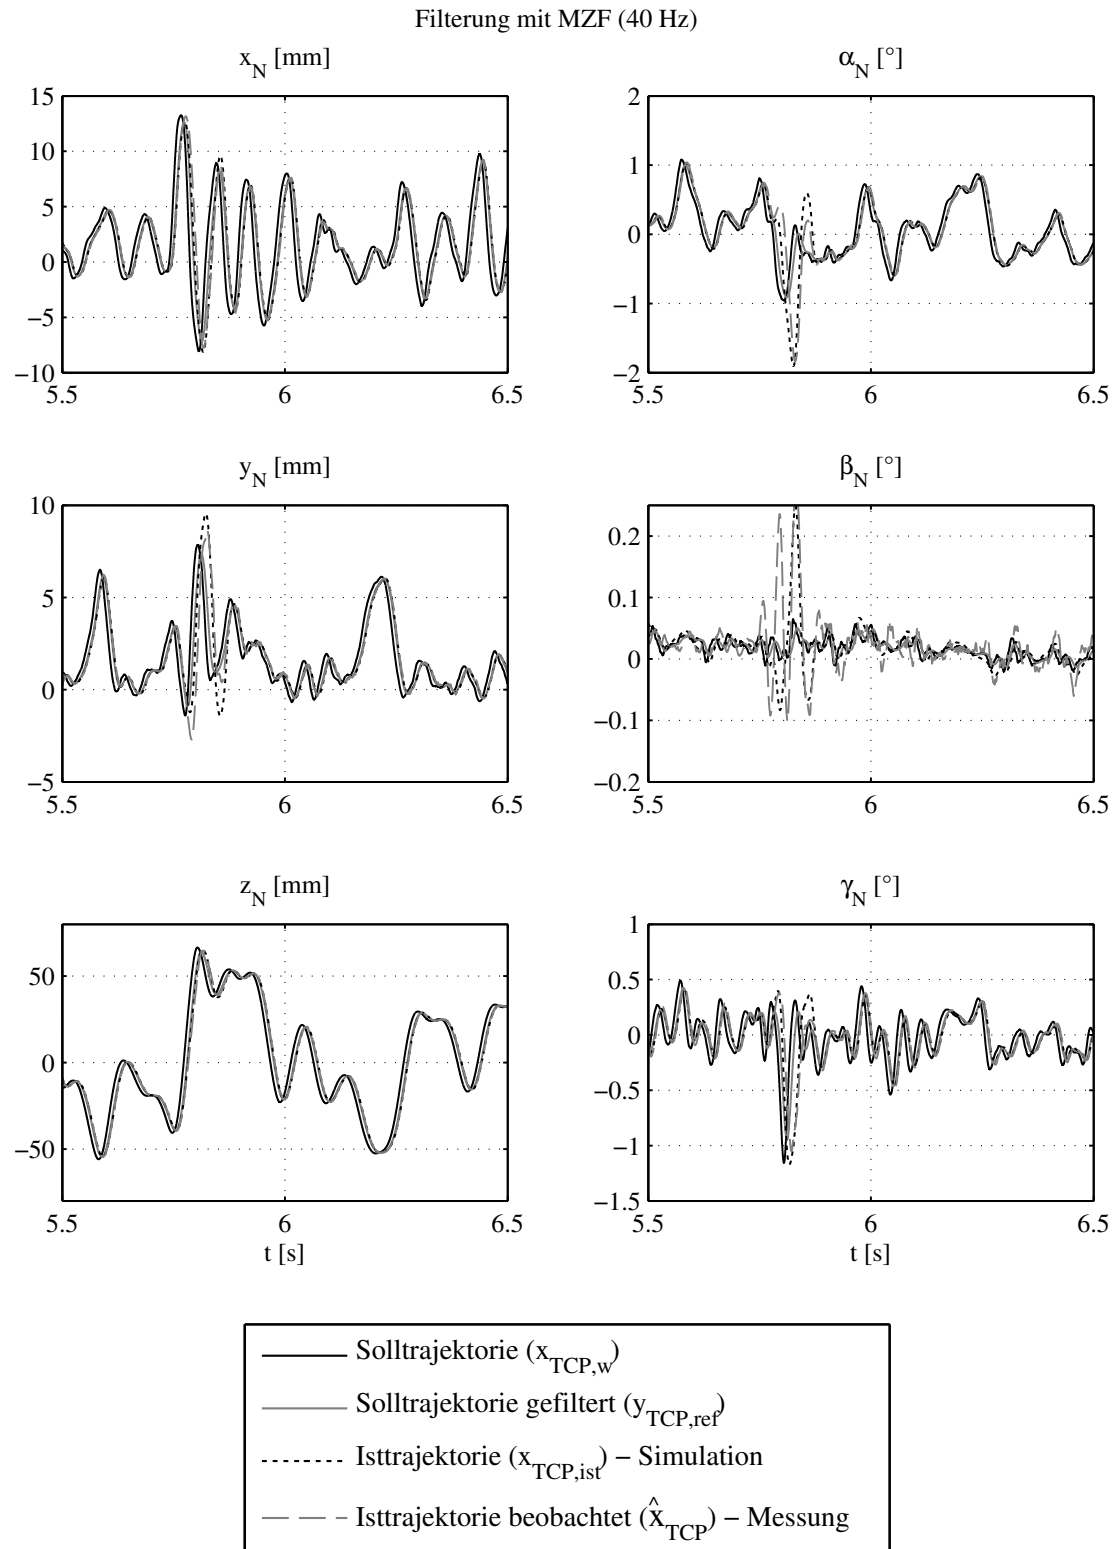 Filterung mit MZF (40 Hz)
x_N [mm]
15
10
5
0
−5
−10
5.5 6 6.5
α_N [°]
2
1
0
−1
−2
5.5 6 6.5
y_N [mm]
10
5
0
−5
5.5 6 6.5
β_N [°]
0.2
0.1
0
−0.1
−0.2
5.5 6 6.5
z_N [mm]
50
0
−50
5.5 6 6.5
t [s]
γ_N [°]
1
0.5
0
−0.5
−1
−1.5
5.5 6 6.5
t [s]
Solltrajektorie (x_TCP,w)
Solltrajektorie gefiltert (y_TCP,ref)
Isttrajektorie (x_TCP,ist) − Simulation
Isttrajektorie beobachtet (x̂_TCP) − Messung